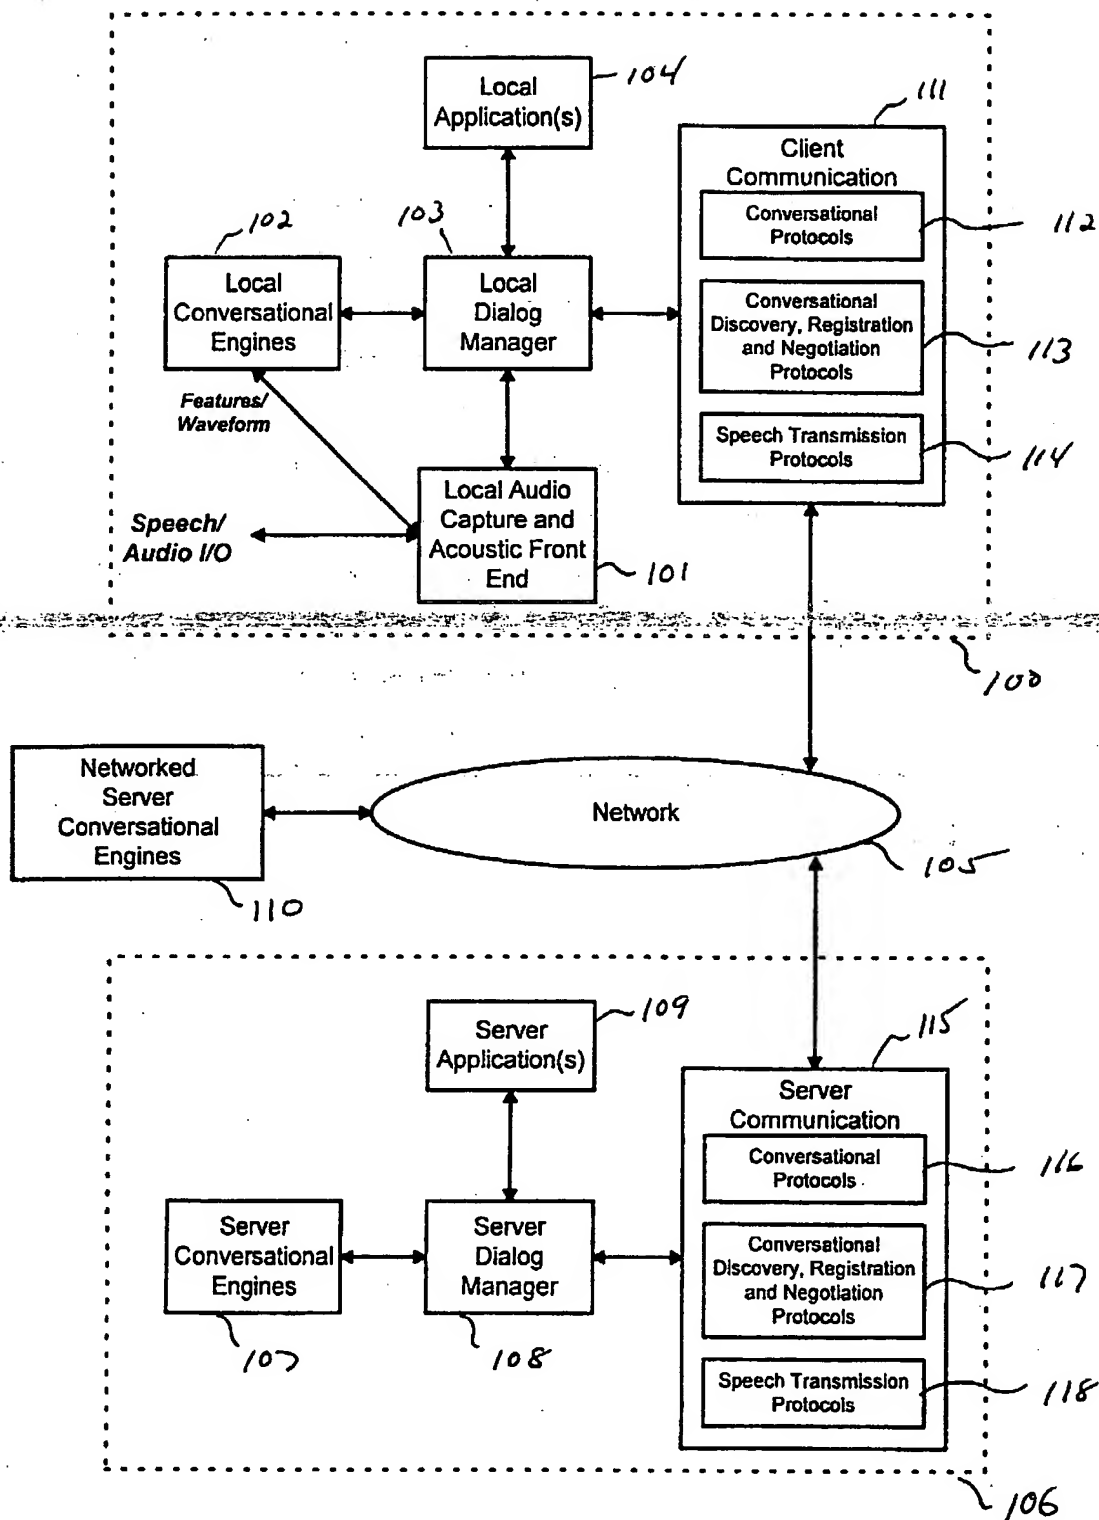 104
Local
Application(s)
111
Client
Communication
Conversational
Protocols
112
102
103
Local
Conversational
Engines
Local
Dialog
Manager
Conversational
Discovery, Registration
and Negotiation
Protocols
113
Features/
Waveform
Speech Transmission
Protocols
114
Speech/
Audio I/O
Local Audio
Capture and
Acoustic Front
End
101
100
Networked
Server
Conversational
Engines
110
Network
105
109
Server
Application(s)
115
Server
Communication
Conversational
Protocols
116
Server
Conversational
Engines
107
Server
Dialog
Manager
108
Conversational
Discovery, Registration
and Negotiation
Protocols
117
Speech Transmission
Protocols
118
106